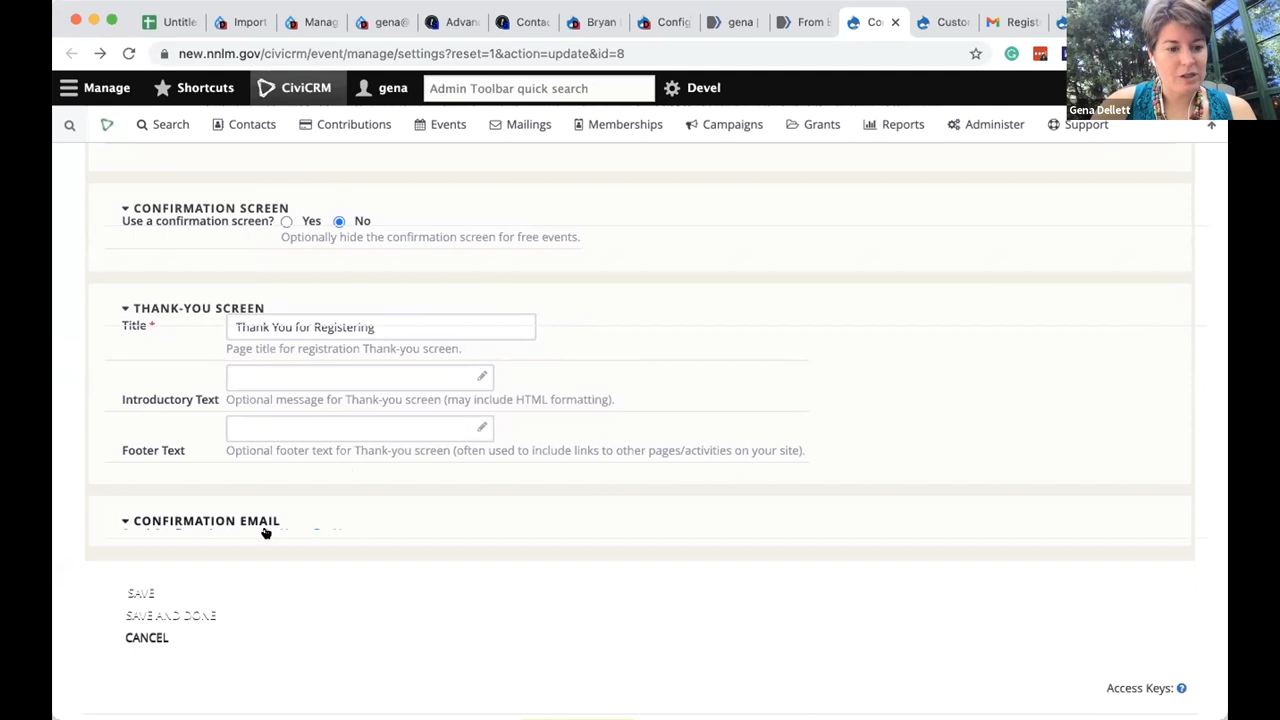 Untitle
Import
Manag
gena@
Advan
Contac
Bryan
Config
gena |
From E
Co
Custo
Regist
new.nnlm.gov/civicrm/event/manage/settings?reset=1&action=update&id=8
Manage Shortcuts CiviCRM gena Admin Toolbar quick search Devel
Gena Dellett
Search Contacts Contributions Events Mailings Memberships Campaigns Grants Reports Administer Support
CONFIRMATION SCREEN
Use a confirmation screen? Yes No
Optionally hide the confirmation screen for free events.
THANK-YOU SCREEN
Title * Thank You for Registering
Page title for registration Thank-you screen.
Introductory Text Optional message for Thank-you screen (may include HTML formatting).
Footer Text Optional footer text for Thank-you screen (often used to include links to other pages/activities on your site).
CONFIRMATION EMAIL
SAVE
SAVE AND DONE
CANCEL
Access Keys: ?